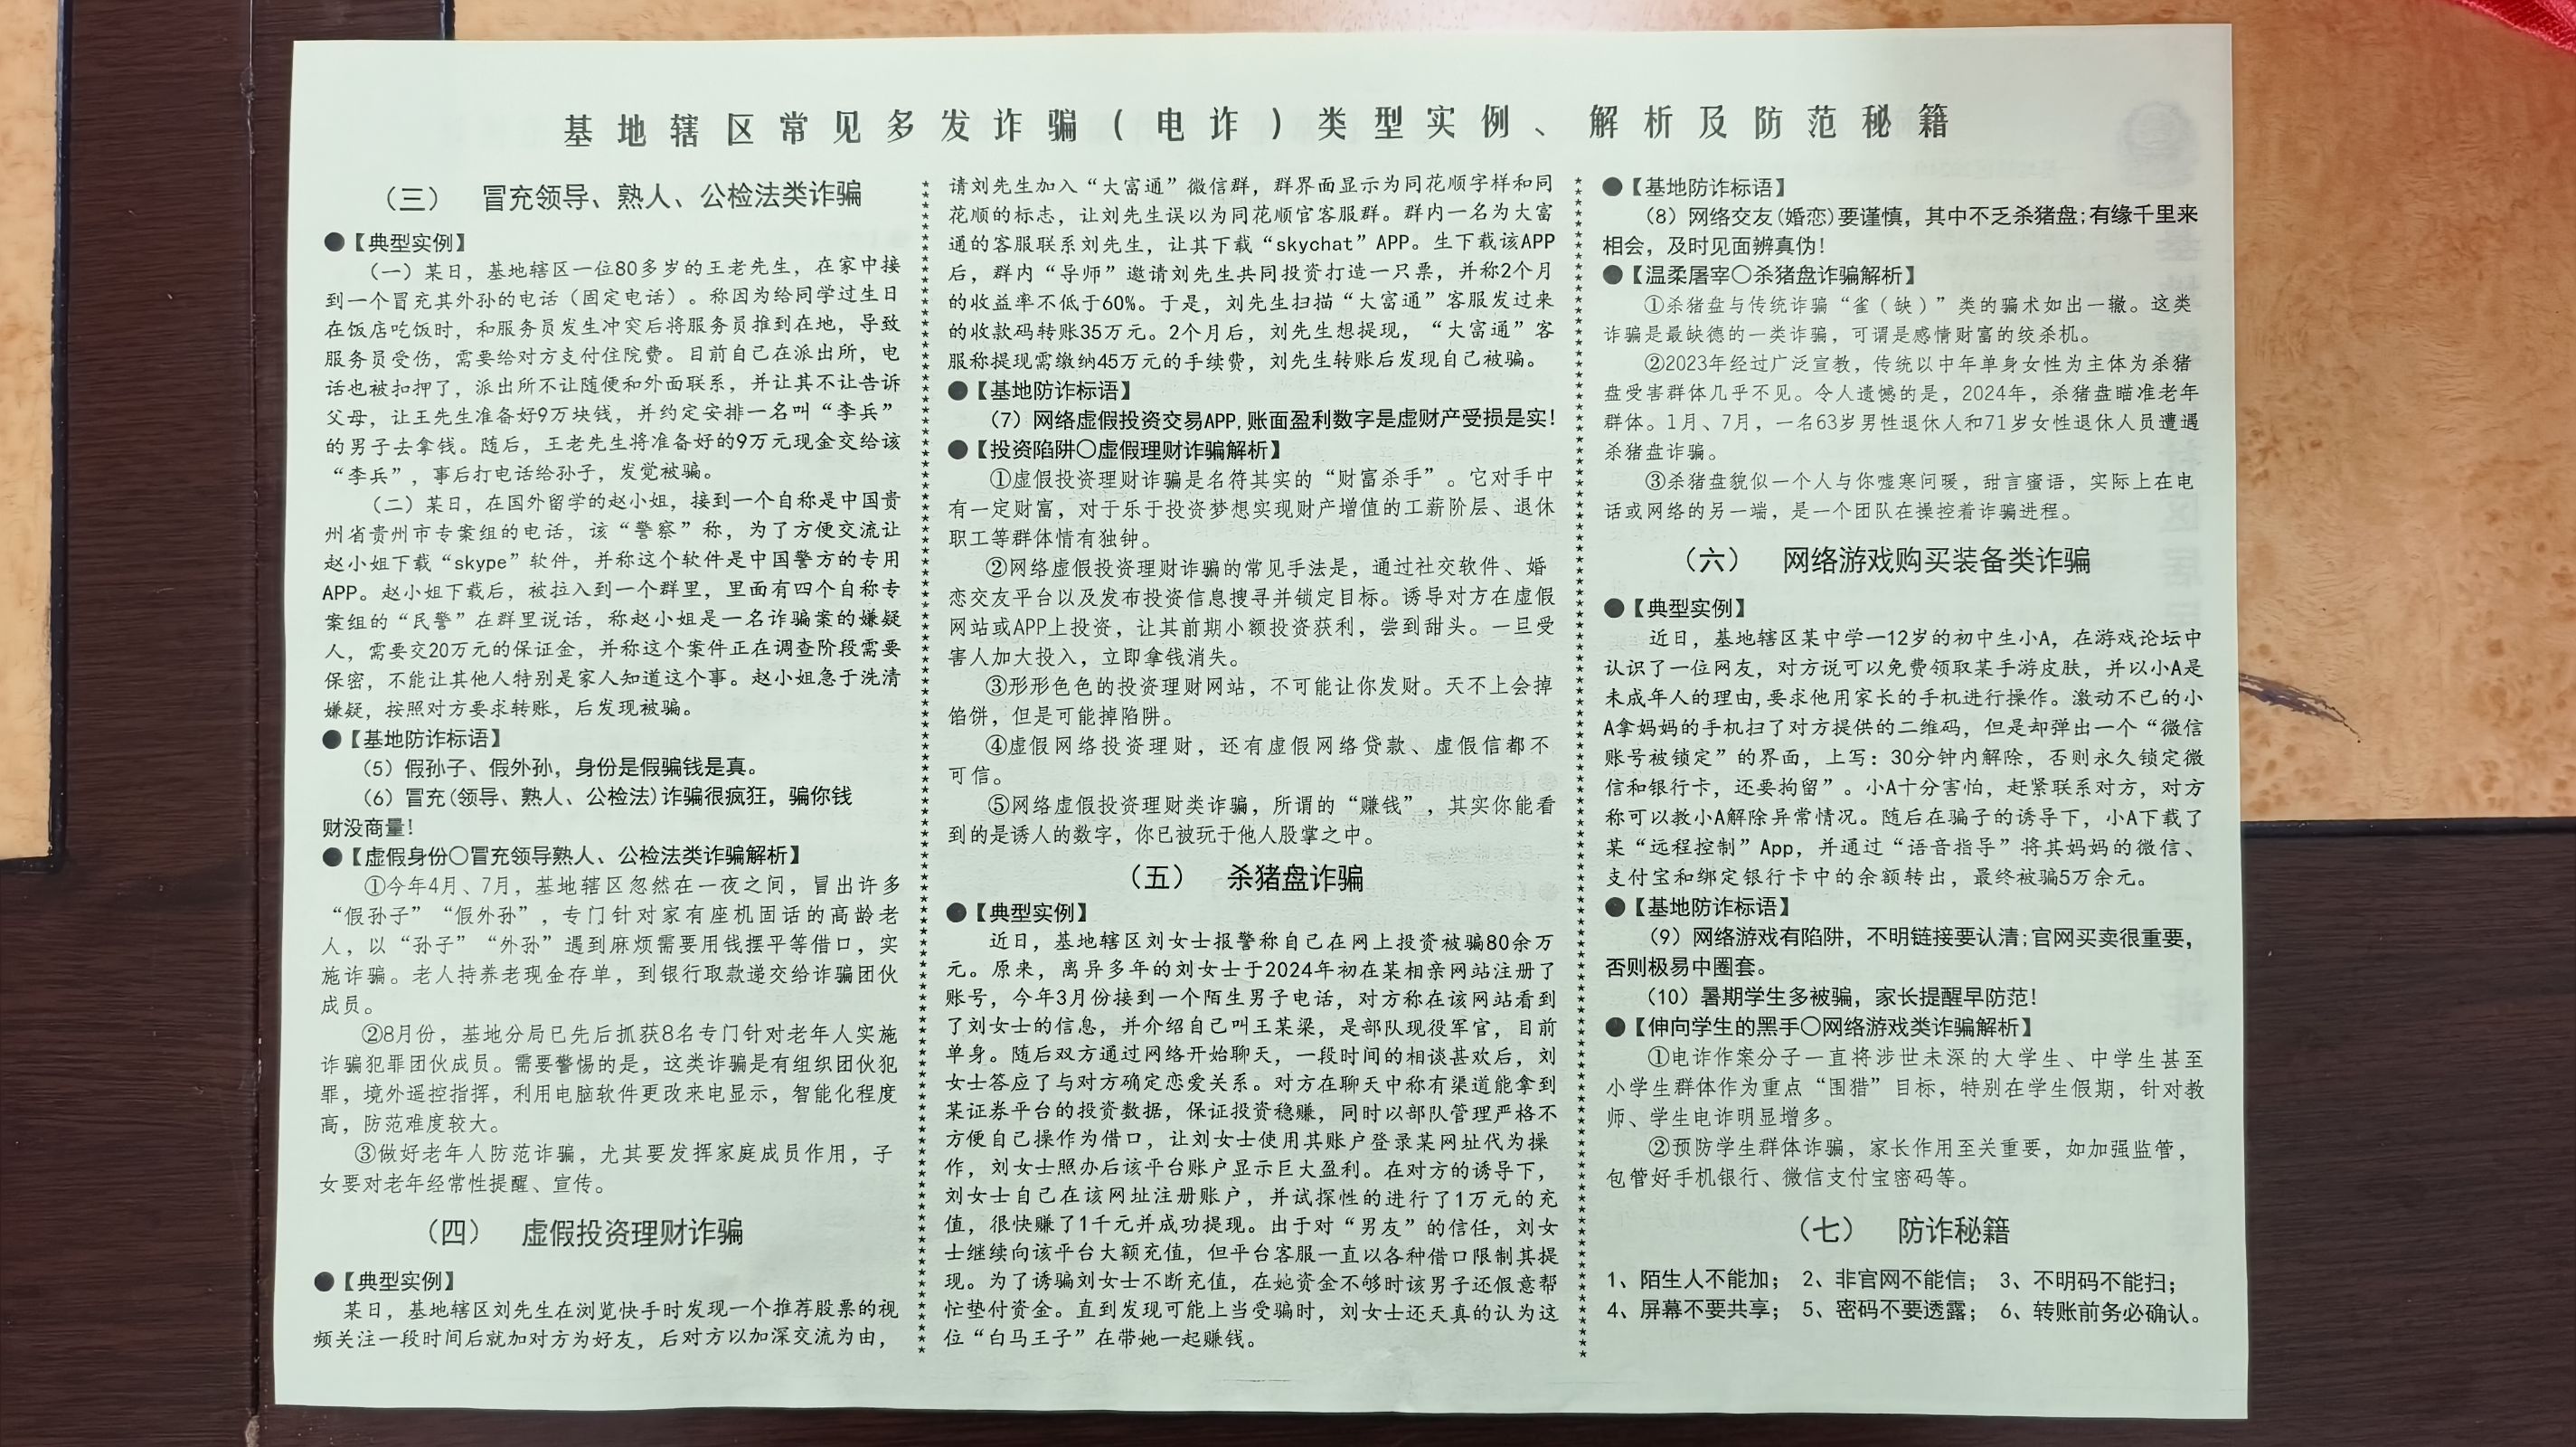 基地辖区常见多发诈骗(电诈)类型实例、解析及防范秘籍
(三) 冒充领导、熟人、公检法类诈骗
●【典型实例】
(一)某日,基地辖区一位80多岁的王老先生,在家中接
到一个冒充其外孙的电话(固定电话)。称因为给同学过生日
在饭店吃饭时,和服务员发生冲突后将服务员推到在地,导致
服务员受伤,需要给对方支付住院费。目前自己在派出所,电
话也被扣押了,派出所不让随便和外面联系,并让其不让告诉
父母,让王先生准备好9万块钱,并约定安排一名叫“李兵”
的男子去拿钱。随后,王老先生将准备好的9万元现金交给该
“李兵”,事后打电话给孙子,发觉被骗。
(二)某日,在国外留学的赵小姐,接到一个自称是中国贵
州省贵州市专案组的电话,该“警察”称,为了方便交流让
赵小姐下载“skype”软件,并称这个软件是中国警方的专用
APP。赵小姐下载后,被拉入到一个群里,里面有四个自称专
案组的“民警”在群里说话,称赵小姐是一名诈骗案的嫌疑
人,需要交20万元的保证金,并称这个案件正在调查阶段需要
保密,不能让其他人特别是家人知道这个事。赵小姐急于洗清
嫌疑,按照对方要求转账,后发现被骗。
●【基地防诈标语】
(5)假孙子、假外孙,身份是假骗钱是真。
(6)冒充(领导、熟人、公检法)诈骗很疯狂,骗你钱
财没商量!
●【虚假身份○冒充领导熟人、公检法类诈骗解析】
①今年4月、7月,基地辖区忽然在一夜之间,冒出许多
“假孙子”“假外孙”,专门针对家有座机固话的高龄老
人,以“孙子”“外孙”遇到麻烦需要用钱摆平等借口,实
施诈骗。老人持养老现金存单,到银行取款递交给诈骗团伙
成员。
②8月份,基地分局已先后抓获8名专门针对老年人实施
诈骗犯罪团伙成员。需要警惕的是,这类诈骗是有组织团伙犯
罪,境外遥控指挥,利用电脑软件更改来电显示,智能化程度
高,防范难度较大。
③做好老年人防范诈骗,尤其要发挥家庭成员作用,子
女要对老年经常性提醒、宣传。
(四) 虚假投资理财诈骗
●【典型实例】
某日,基地辖区刘先生在浏览快手时发现一个推荐股票的视
频关注一段时间后就加对方为好友,后对方以加深交流为由,
请刘先生加入“大富通”微信群,群界面显示为同花顺字样和同
花顺的标志,让刘先生误以为同花顺官客服群。群内一名为大富
通的客服联系刘先生,让其下载“skychat”APP。生下载该APP
后,群内“导师”邀请刘先生共同投资打造一只票,并称2个月
的收益率不低于60%。于是,刘先生扫描“大富通”客服发过来
的收款码转账35万元。2个月后,刘先生想提现,“大富通”客
服称提现需缴纳45万元的手续费,刘先生转账后发现自己被骗。
●【基地防诈标语】
(7)网络虚假投资交易APP,账面盈利数字是虚财产受损是实!
●【投资陷阱○虚假理财诈骗解析】
①虚假投资理财诈骗是名符其实的“财富杀手”。它对手中
有一定财富,对于乐于投资梦想实现财产增值的工薪阶层、退休
职工等群体情有独钟。
②网络虚假投资理财诈骗的常见手法是,通过社交软件、婚
恋交友平台以及发布投资信息搜寻并锁定目标。诱导对方在虚假
网站或APP上投资,让其前期小额投资获利,尝到甜头。一旦受
害人加大投入,立即拿钱消失。
③形形色色的投资理财网站,不可能让你发财。天不上会掉
馅饼,但是可能掉陷阱。
④虚假网络投资理财,还有虚假网络贷款、虚假信都不
可信。
⑤网络虚假投资理财类诈骗,所谓的“赚钱”,其实你能看
到的是诱人的数字,你已被玩于他人股掌之中。
(五) 杀猪盘诈骗
●【典型实例】
近日,基地辖区刘女士报警称自己在网上投资被骗80余万
元。原来,离异多年的刘女士于2024年初在某相亲网站注册了
账号,今年3月份接到一个陌生男子电话,对方称在该网站看到
了刘女士的信息,并介绍自己叫王某梁,是部队现役军官,目前
单身。随后双方通过网络开始聊天,一段时间的相谈甚欢后,刘
女士答应了与对方确定恋爱关系。对方在聊天中称有渠道能拿到
某证券平台的投资数据,保证投资稳赚,同时以部队管理严格不
方便自己操作为借口,让刘女士使用其账户登录某网址代为操
作,刘女士照办后该平台账户显示巨大盈利。在对方的诱导下,
刘女士自己在该网址注册账户,并试探性的进行了1万元的充
值,很快赚了1千元并成功提现。出于对“男友”的信任,刘女
士继续向该平台大额充值,但平台客服一直以各种借口限制其提
现。为了诱骗刘女士不断充值,在她资金不够时该男子还假意帮
忙垫付资金。直到发现可能上当受骗时,刘女士还天真的认为这
位“白马王子”在带她一起赚钱。
●【基地防诈标语】
(8)网络交友(婚恋)要谨慎,其中不乏杀猪盘;有缘千里来
相会,及时见面辨真伪!
●【温柔屠宰○杀猪盘诈骗解析】
①杀猪盘与传统诈骗“雀(缺)”类的骗术如出一辙。这类
诈骗是最缺德的一类诈骗,可谓是感情财富的绞杀机。
②2023年经过广泛宣教,传统以中年单身女性为主体为杀猪
盘受害群体几乎不见。令人遗憾的是,2024年,杀猪盘瞄准老年
群体。1月、7月,一名63岁男性退休人和71岁女性退休人员遭遇
杀猪盘诈骗。
③杀猪盘貌似一个人与你嘘寒问暖,甜言蜜语,实际上在电
话或网络的另一端,是一个团队在操控着诈骗进程。
(六) 网络游戏购买装备类诈骗
●【典型实例】
近日,基地辖区某中学一12岁的初中生小A,在游戏论坛中
认识了一位网友,对方说可以免费领取某手游皮肤,并以小A是
未成年人的理由,要求他用家长的手机进行操作。激动不已的小
A拿妈妈的手机扫了对方提供的二维码,但是却弹出一个“微信
账号被锁定”的界面,上写:30分钟内解除,否则永久锁定微
信和银行卡,还要拘留”。小A十分害怕,赶紧联系对方,对方
称可以救小A解除异常情况。随后在骗子的诱导下,小A下载了
某“远程控制”App,并通过“语音指导”将其妈妈的微信、
支付宝和绑定银行卡中的余额转出,最终被骗5万余元。
●【基地防诈标语】
(9)网络游戏有陷阱,不明链接要认清;官网买卖很重要,
否则极易中圈套。
(10)暑期学生多被骗,家长提醒早防范!
●【伸向学生的黑手○网络游戏类诈骗解析】
①电诈作案分子一直将涉世未深的大学生、中学生甚至
小学生群体作为重点“围猎”目标,特别在学生假期,针对教
师、学生电诈明显增多。
②预防学生群体诈骗,家长作用至关重要,如加强监管,
包管好手机银行、微信支付宝密码等。
(七) 防诈秘籍
1、陌生人不能加; 2、非官网不能信; 3、不明码不能扫;
4、屏幕不要共享; 5、密码不要透露; 6、转账前务必确认。